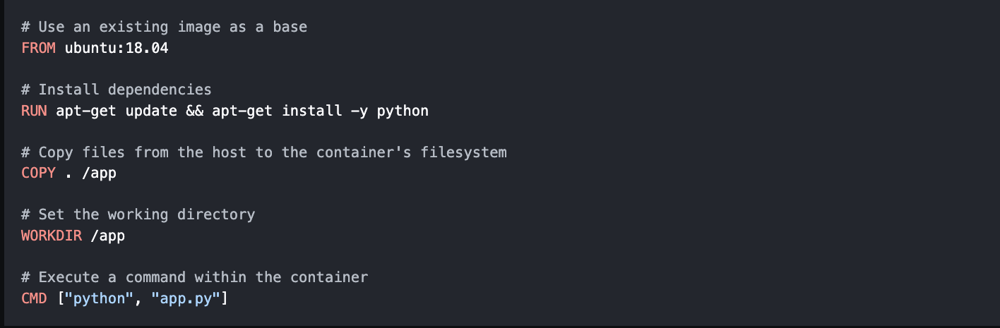 # Use an existing image as a base
FROM ubuntu:18.04
# Install dependencies
RUN apt-get update && apt-get install -y python
# Copy files from the host to the container's filesystem
COPY . /app
# Set the working directory
WORKDIR /app
# Execute a command within the container
CMD ["python", "app.py"]